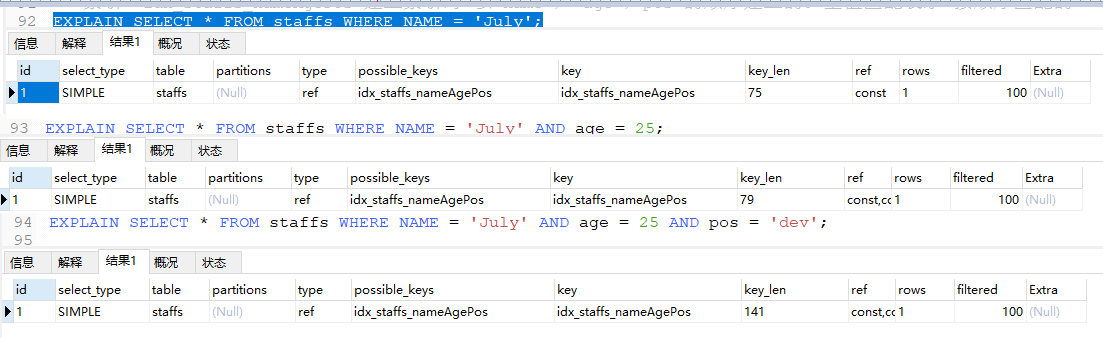 92 EXPLAIN SELECT * FROM staffs WHERE NAME = 'July';
信息 解释 结果1 概况 状态
id select_type table partitions type possible_keys key key_len ref rows filtered Extra
1 SIMPLE staffs (Null) ref idx_staffs_nameAgePos idx_staffs_nameAgePos 75 const 1 100 (Null)
93 EXPLAIN SELECT * FROM staffs WHERE NAME = 'July' AND age = 25;
信息 解释 结果1 概况 状态
id select_type table partitions type possible_keys key key_len ref rows filtered Extra
1 SIMPLE staffs (Null) ref idx_staffs_nameAgePos idx_staffs_nameAgePos 79 const,cc 1 100 (Null)
94 EXPLAIN SELECT * FROM staffs WHERE NAME = 'July' AND age = 25 AND pos = 'dev';
95
信息 解释 结果1 概况 状态
id select_type table partitions type possible_keys key key_len ref rows filtered Extra
1 SIMPLE staffs (Null) ref idx_staffs_nameAgePos idx_staffs_nameAgePos 141 const,cc 1 100 (Null)